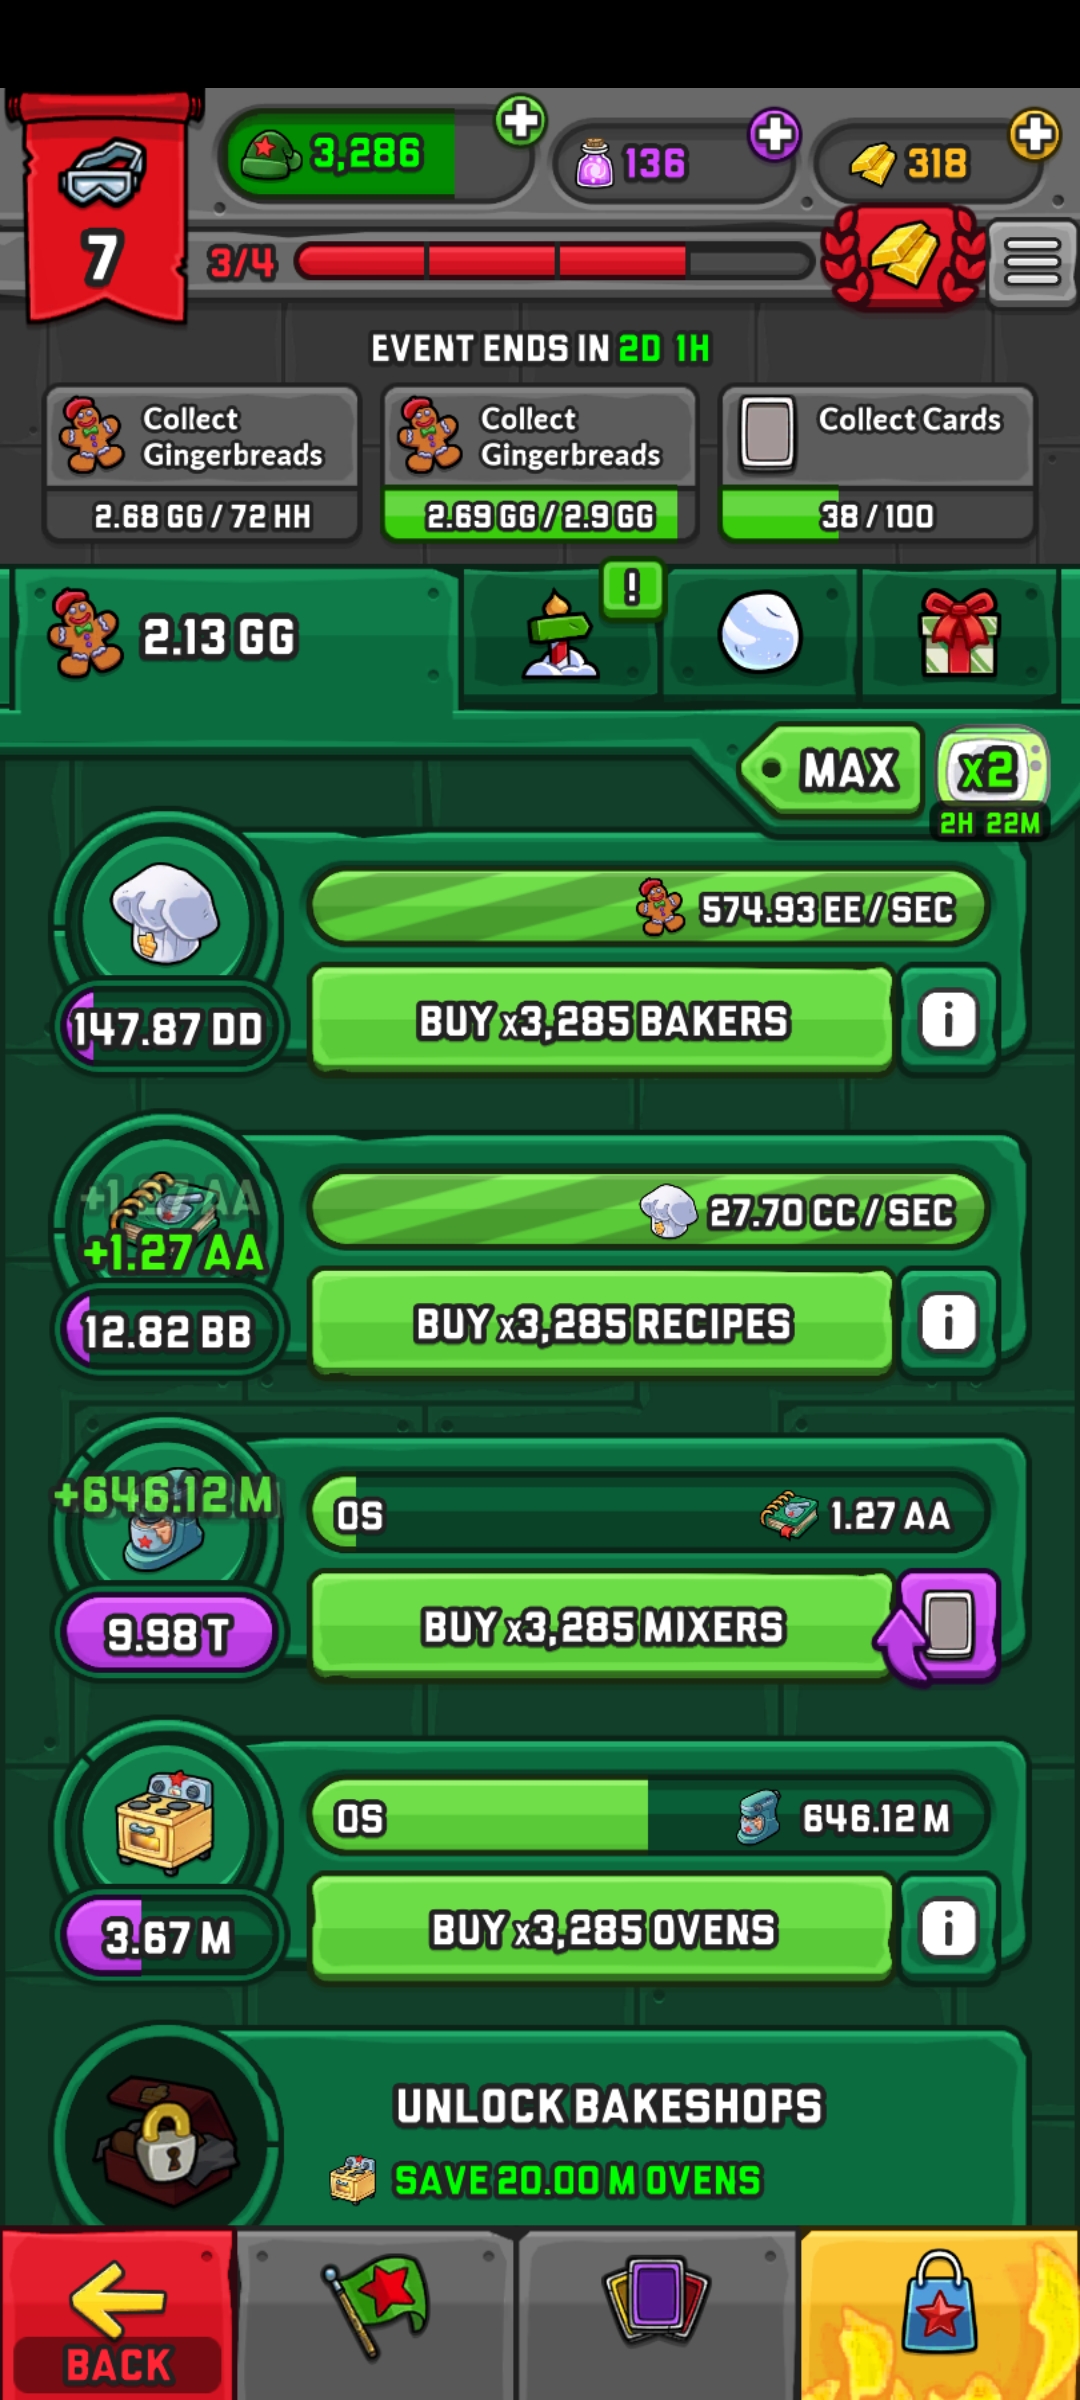 3,286
136
318
7
3/4
EVENT ENDS IN 2D 1H
Collect
Gingerbreads
2.68 GG / 72 HH
Collect
Gingerbreads
2.69 GG / 2.9 GG
Collect Cards
38 / 100
2.13 GG
!
MAX
x2
2H 22M
574.93 EE / SEC
147.87 DD
BUY x3,285 BAKERS
i
+1.27 AA
+1.27 AA
27.70 CC / SEC
12.82 BB
BUY x3,285 RECIPES
i
+646.12 M
0S
1.27 AA
9.98 T
BUY x3,285 MIXERS
0S
646.12 M
3.67 M
BUY x3,285 OVENS
i
UNLOCK BAKESHOPS
SAVE 20.00 M OVENS
BACK